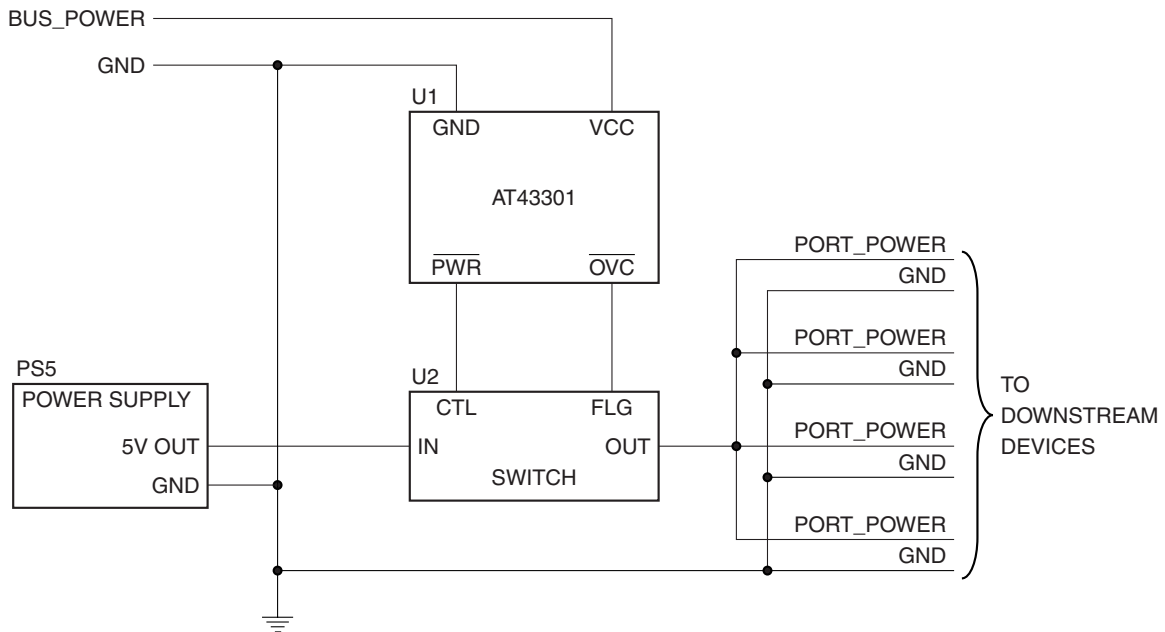 BUS_POWER
GND
U1
GND VCC
AT43301
PWR OVC
PORT_POWER
GND
PORT_POWER
GND
PORT_POWER
GND
PORT_POWER
GND
TO
DOWNSTREAM
DEVICES
PS5
POWER SUPPLY
5V OUT
GND
U2
CTL FLG
IN OUT
SWITCH